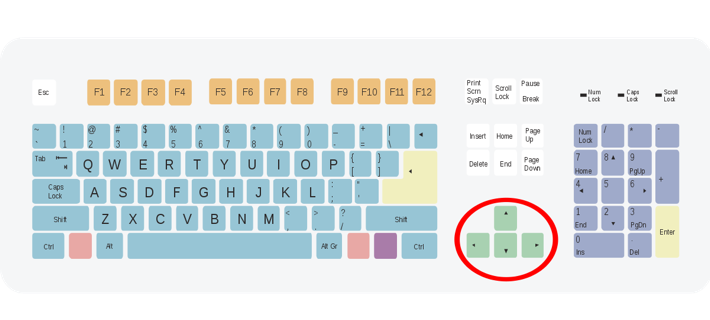 Esc F1 F2 F3 F4 F5 F6 F7 F8 F9 F10 F11 F12
Print
Scrn
SysRq
Scroll
Lock
Pause
Break
Num
Lock
Caps
Lock
Scroll
Lock
~ ! @ # $ % ^ & * ( ) _ + |
` 1 2 3 4 5 6 7 8 9 0 - = \
Insert Home
Page
Up
Num
Lock
/ * -
Tab Q W E R T Y U I O P { }
[ ]
Delete End
Page
Down
7 8 9
Home PgUp
+
Caps
Lock
A S D F G H J K L : "
; '
4 5 6
Shift Z X C V B N M < > ? Shift
, . /
1 2 3
End PgDn
Enter
Ctrl Alt Alt Gr Ctrl
0 .
Ins Del